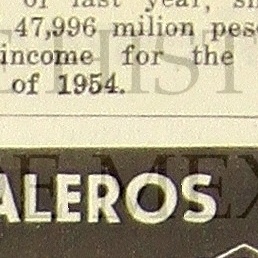 of last year,
47,996 milion
income for the
of 1954.
ALEROS